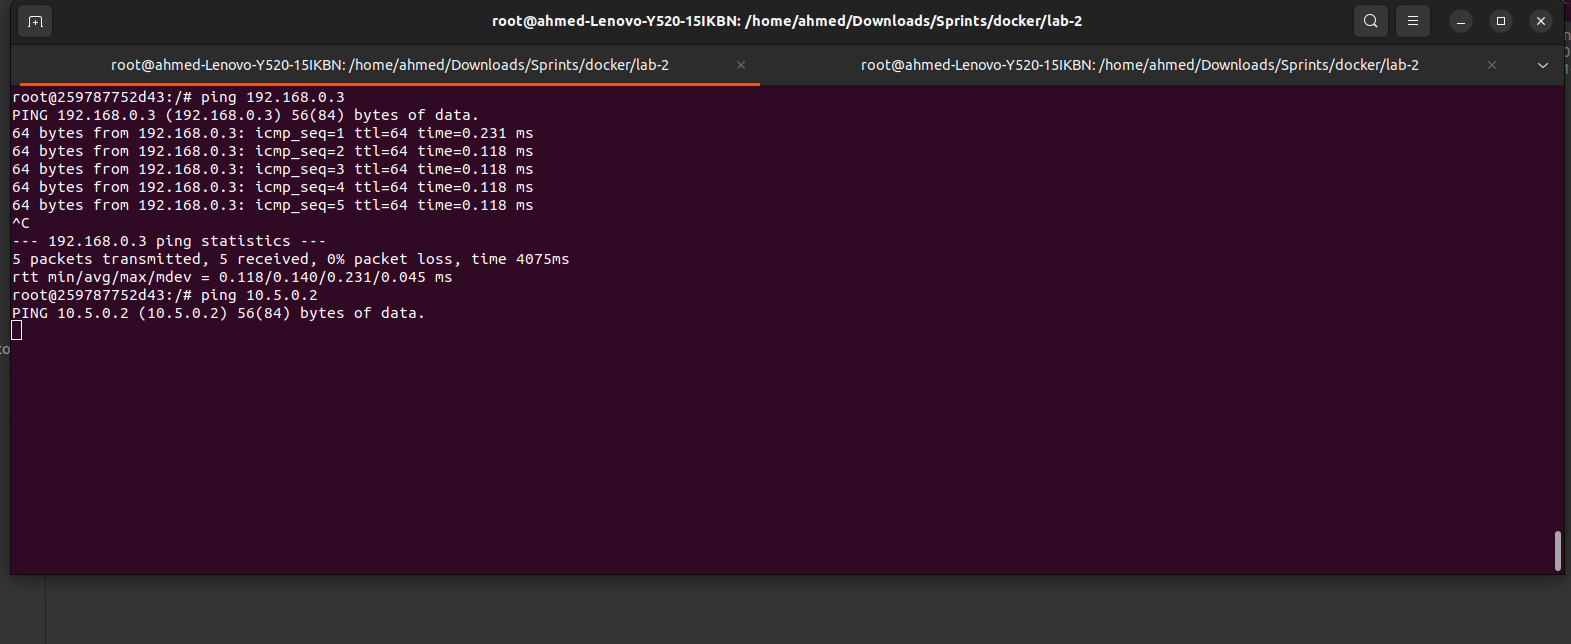 root@ahmed-Lenovo-Y520-15IKBN: /home/ahmed/Downloads/Sprints/docker/lab-2
root@ahmed-Lenovo-Y520-15IKBN: /home/ahmed/Downloads/Sprints/docker/lab-2
root@ahmed-Lenovo-Y520-15IKBN: /home/ahmed/Downloads/Sprints/docker/lab-2
root@259787752d43:/# ping 192.168.0.3
PING 192.168.0.3 (192.168.0.3) 56(84) bytes of data.
64 bytes from 192.168.0.3: icmp_seq=1 ttl=64 time=0.231 ms
64 bytes from 192.168.0.3: icmp_seq=2 ttl=64 time=0.118 ms
64 bytes from 192.168.0.3: icmp_seq=3 ttl=64 time=0.118 ms
64 bytes from 192.168.0.3: icmp_seq=4 ttl=64 time=0.118 ms
64 bytes from 192.168.0.3: icmp_seq=5 ttl=64 time=0.118 ms
^C
--- 192.168.0.3 ping statistics ---
5 packets transmitted, 5 received, 0% packet loss, time 4075ms
rtt min/avg/max/mdev = 0.118/0.140/0.231/0.045 ms
root@259787752d43:/# ping 10.5.0.2
PING 10.5.0.2 (10.5.0.2) 56(84) bytes of data.